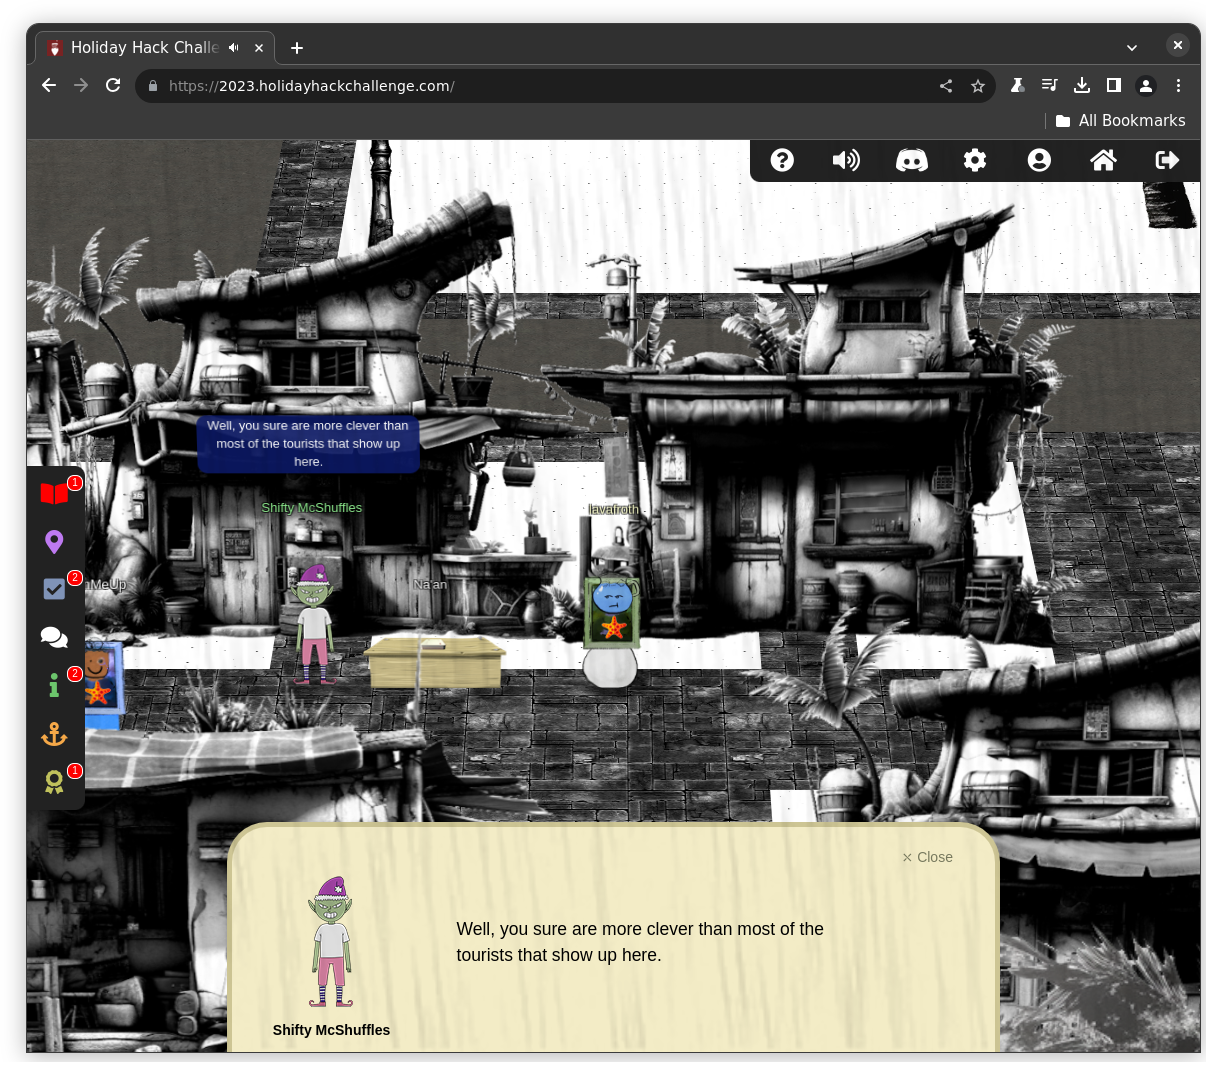 Holiday Hack Challe
https://2023.holidayhackchallenge.com/
All Bookmarks
Well, you sure are more clever than
most of the tourists that show up
here.
Shifty McShuffles
lavafroth
nMeUp
Na'an
1
2
2
1
× Close
Well, you sure are more clever than most of the
tourists that show up here.
Shifty McShuffles